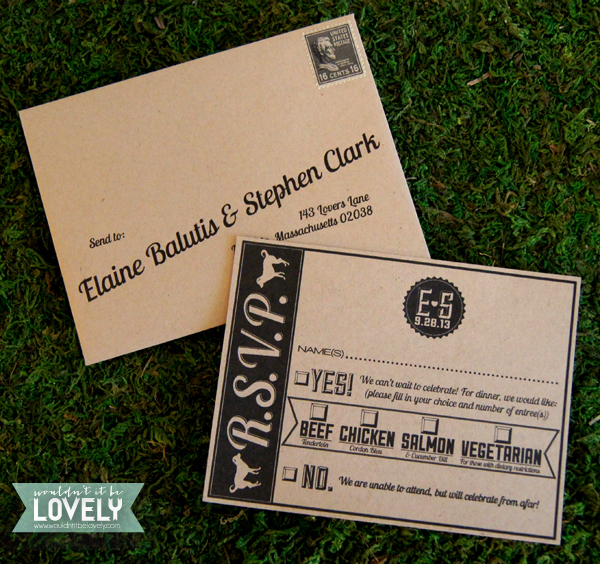 UNITED
STATES
POSTAGE
16 CENTS 16
Send to:
Elaine Balutis & Stephen Clark
143 Lovers Lane
Massachusetts 02038
R.S.V.P.
E S
9.28.13
NAME(S)
YES! We can't wait to celebrate! For dinner, we would like:
(please fill in your choice and number of entree(s))
BEEF CHICKEN SALMON VEGETARIAN
Tenderloin Cordon Bleu & Cucumber Dill For those with dietary restrictions
NO. We are unable to attend, but will celebrate from afar!
wouldn't it be
LOVELY
www.wouldntitbelovely.com